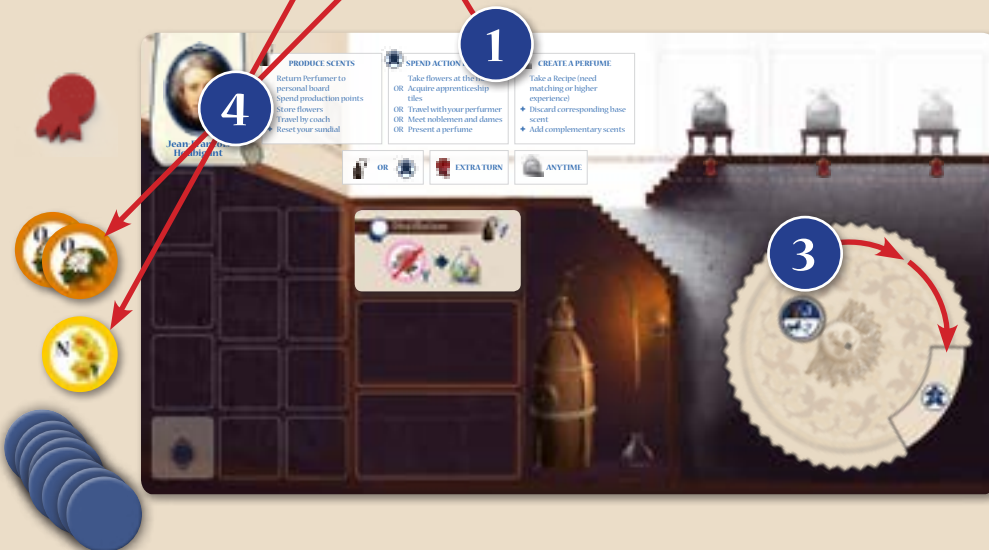 1
4
3
PRODUCE SCENTS
Return Perfumer to
personal board
Spend production points
Store flowers
Travel by coach
✦ Reset your sundial
SPEND ACTION
Take flowers at the
OR Acquire apprenticeship
tiles
OR Travel with your performer
OR Meet noblemen and dames
OR Present a perfume
CREATE A PERFUME
Take a Recipe (need
matching or higher
experience)
✦ Discard corresponding base
scent
✦ Add complementary scents
OR
EXTRA TURN
ANYTIME
Jean
N